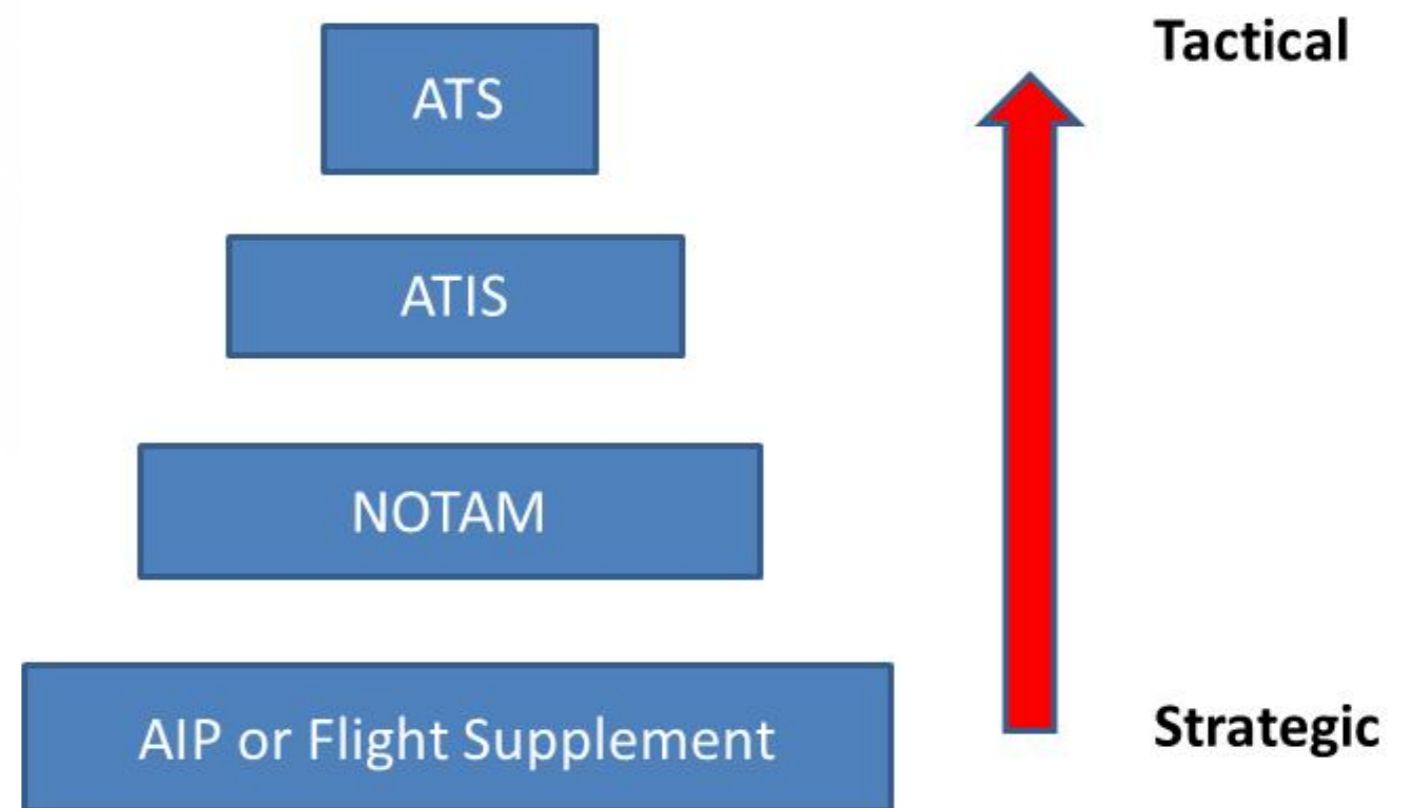 Tactical
ATS
ATIS
NOTAM
AIP or Flight Supplement
Strategic